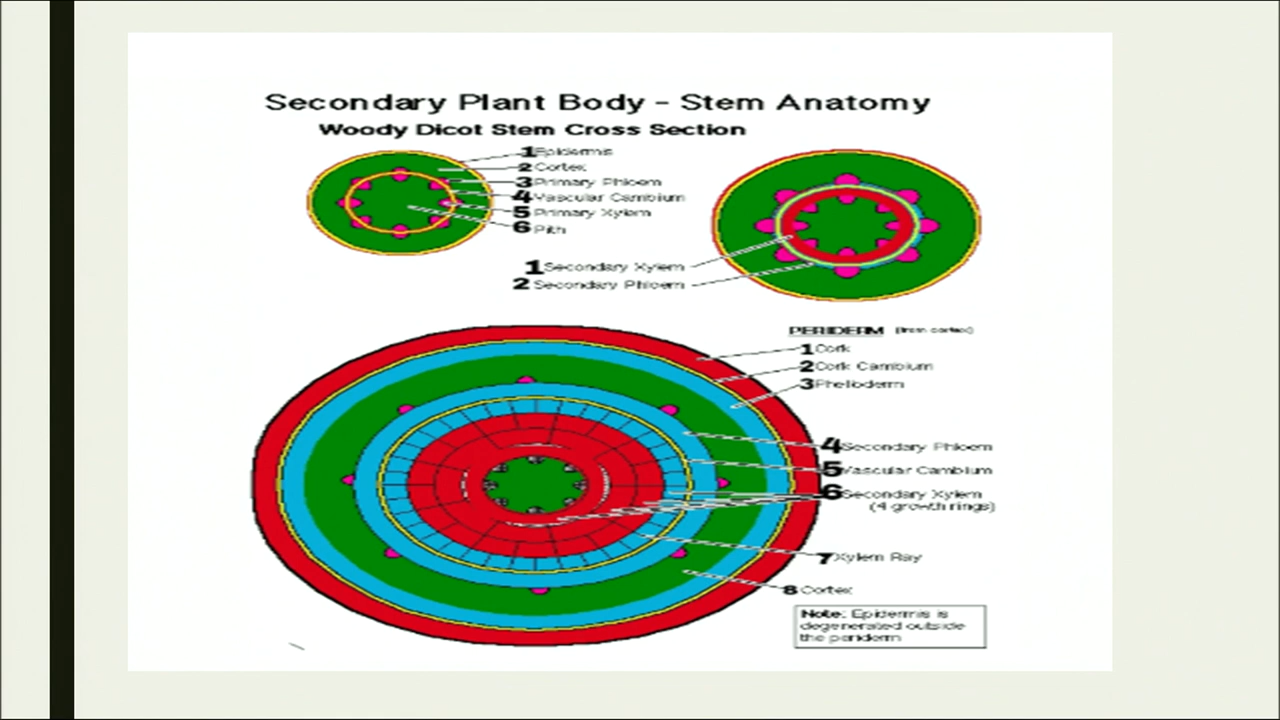 Secondary Plant Body - Stem Anatomy
Woody Dicot Stem Cross Section
1 Epidermis
2 Cortex
3 Primary Phloem
4 Vascular Cambium
5 Primary Xylem
6 Pith
1 Secondary Xylem
2 Secondary Phloem
PERIDERM (from cortex)
1 Cork
2 Cork Cambium
3 Phelloderm
4 Secondary Phloem
5 Vascular Cambium
6 Secondary Xylem
(4 growth rings)
7 Xylem Ray
8 Cortex
Note: Epidermis is
degenerated outside
the periderm